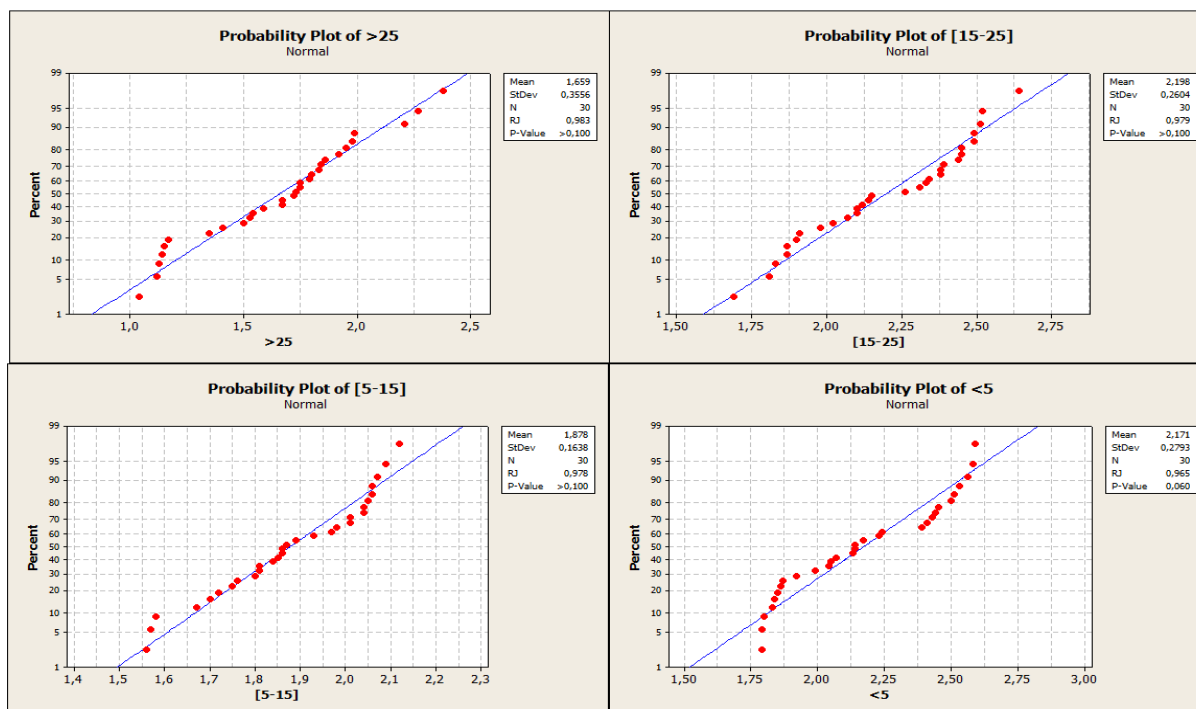 Probability Plot of >25
Normal
Mean 1,659
StDev 0,3556
N 30
RJ 0,983
P-Value >0,100
Percent
99
95
90
80
70
60
50
40
30
20
10
5
1
1,0 1,5 2,0 2,5
>25
Probability Plot of [15-25]
Normal
Mean 2,198
StDev 0,2604
N 30
RJ 0,979
P-Value >0,100
Percent
99
95
90
80
70
60
50
40
30
20
10
5
1
1,50 1,75 2,00 2,25 2,50 2,75
[15-25]
Probability Plot of [5-15]
Normal
Mean 1,878
StDev 0,1638
N 30
RJ 0,978
P-Value >0,100
Percent
99
95
90
80
70
60
50
40
30
20
10
5
1
1,4 1,5 1,6 1,7 1,8 1,9 2,0 2,1 2,2 2,3
[5-15]
Probability Plot of <5
Normal
Mean 2,171
StDev 0,2793
N 30
RJ 0,965
P-Value 0,060
Percent
99
95
90
80
70
60
50
40
30
20
10
5
1
1,50 1,75 2,00 2,25 2,50 2,75 3,00
<5